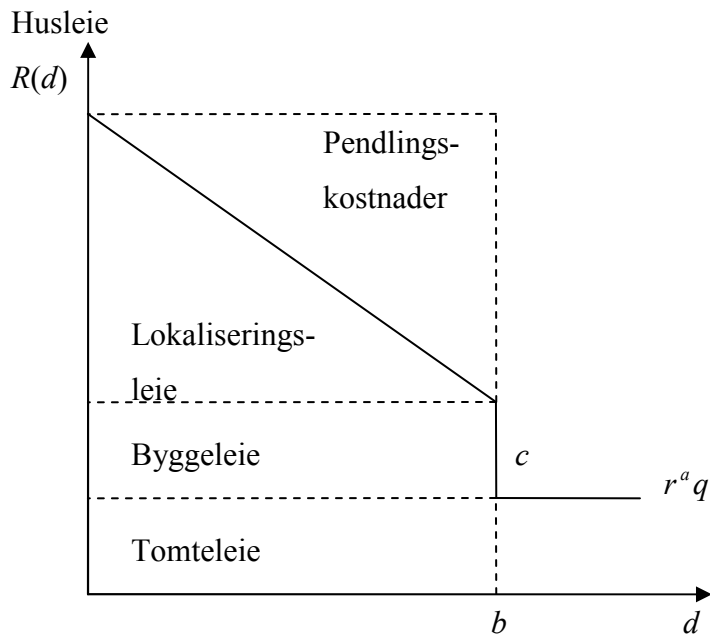 Husleie
R(d)
Pendlings-
kostnader
Lokaliserings-
leie
Byggeleie
c
r^a q
Tomteleie
b
d